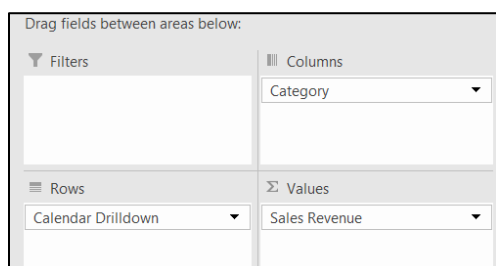 Drag fields between areas below:
Filters
Columns
Category
Rows
Σ Values
Calendar Drilldown
Sales Revenue